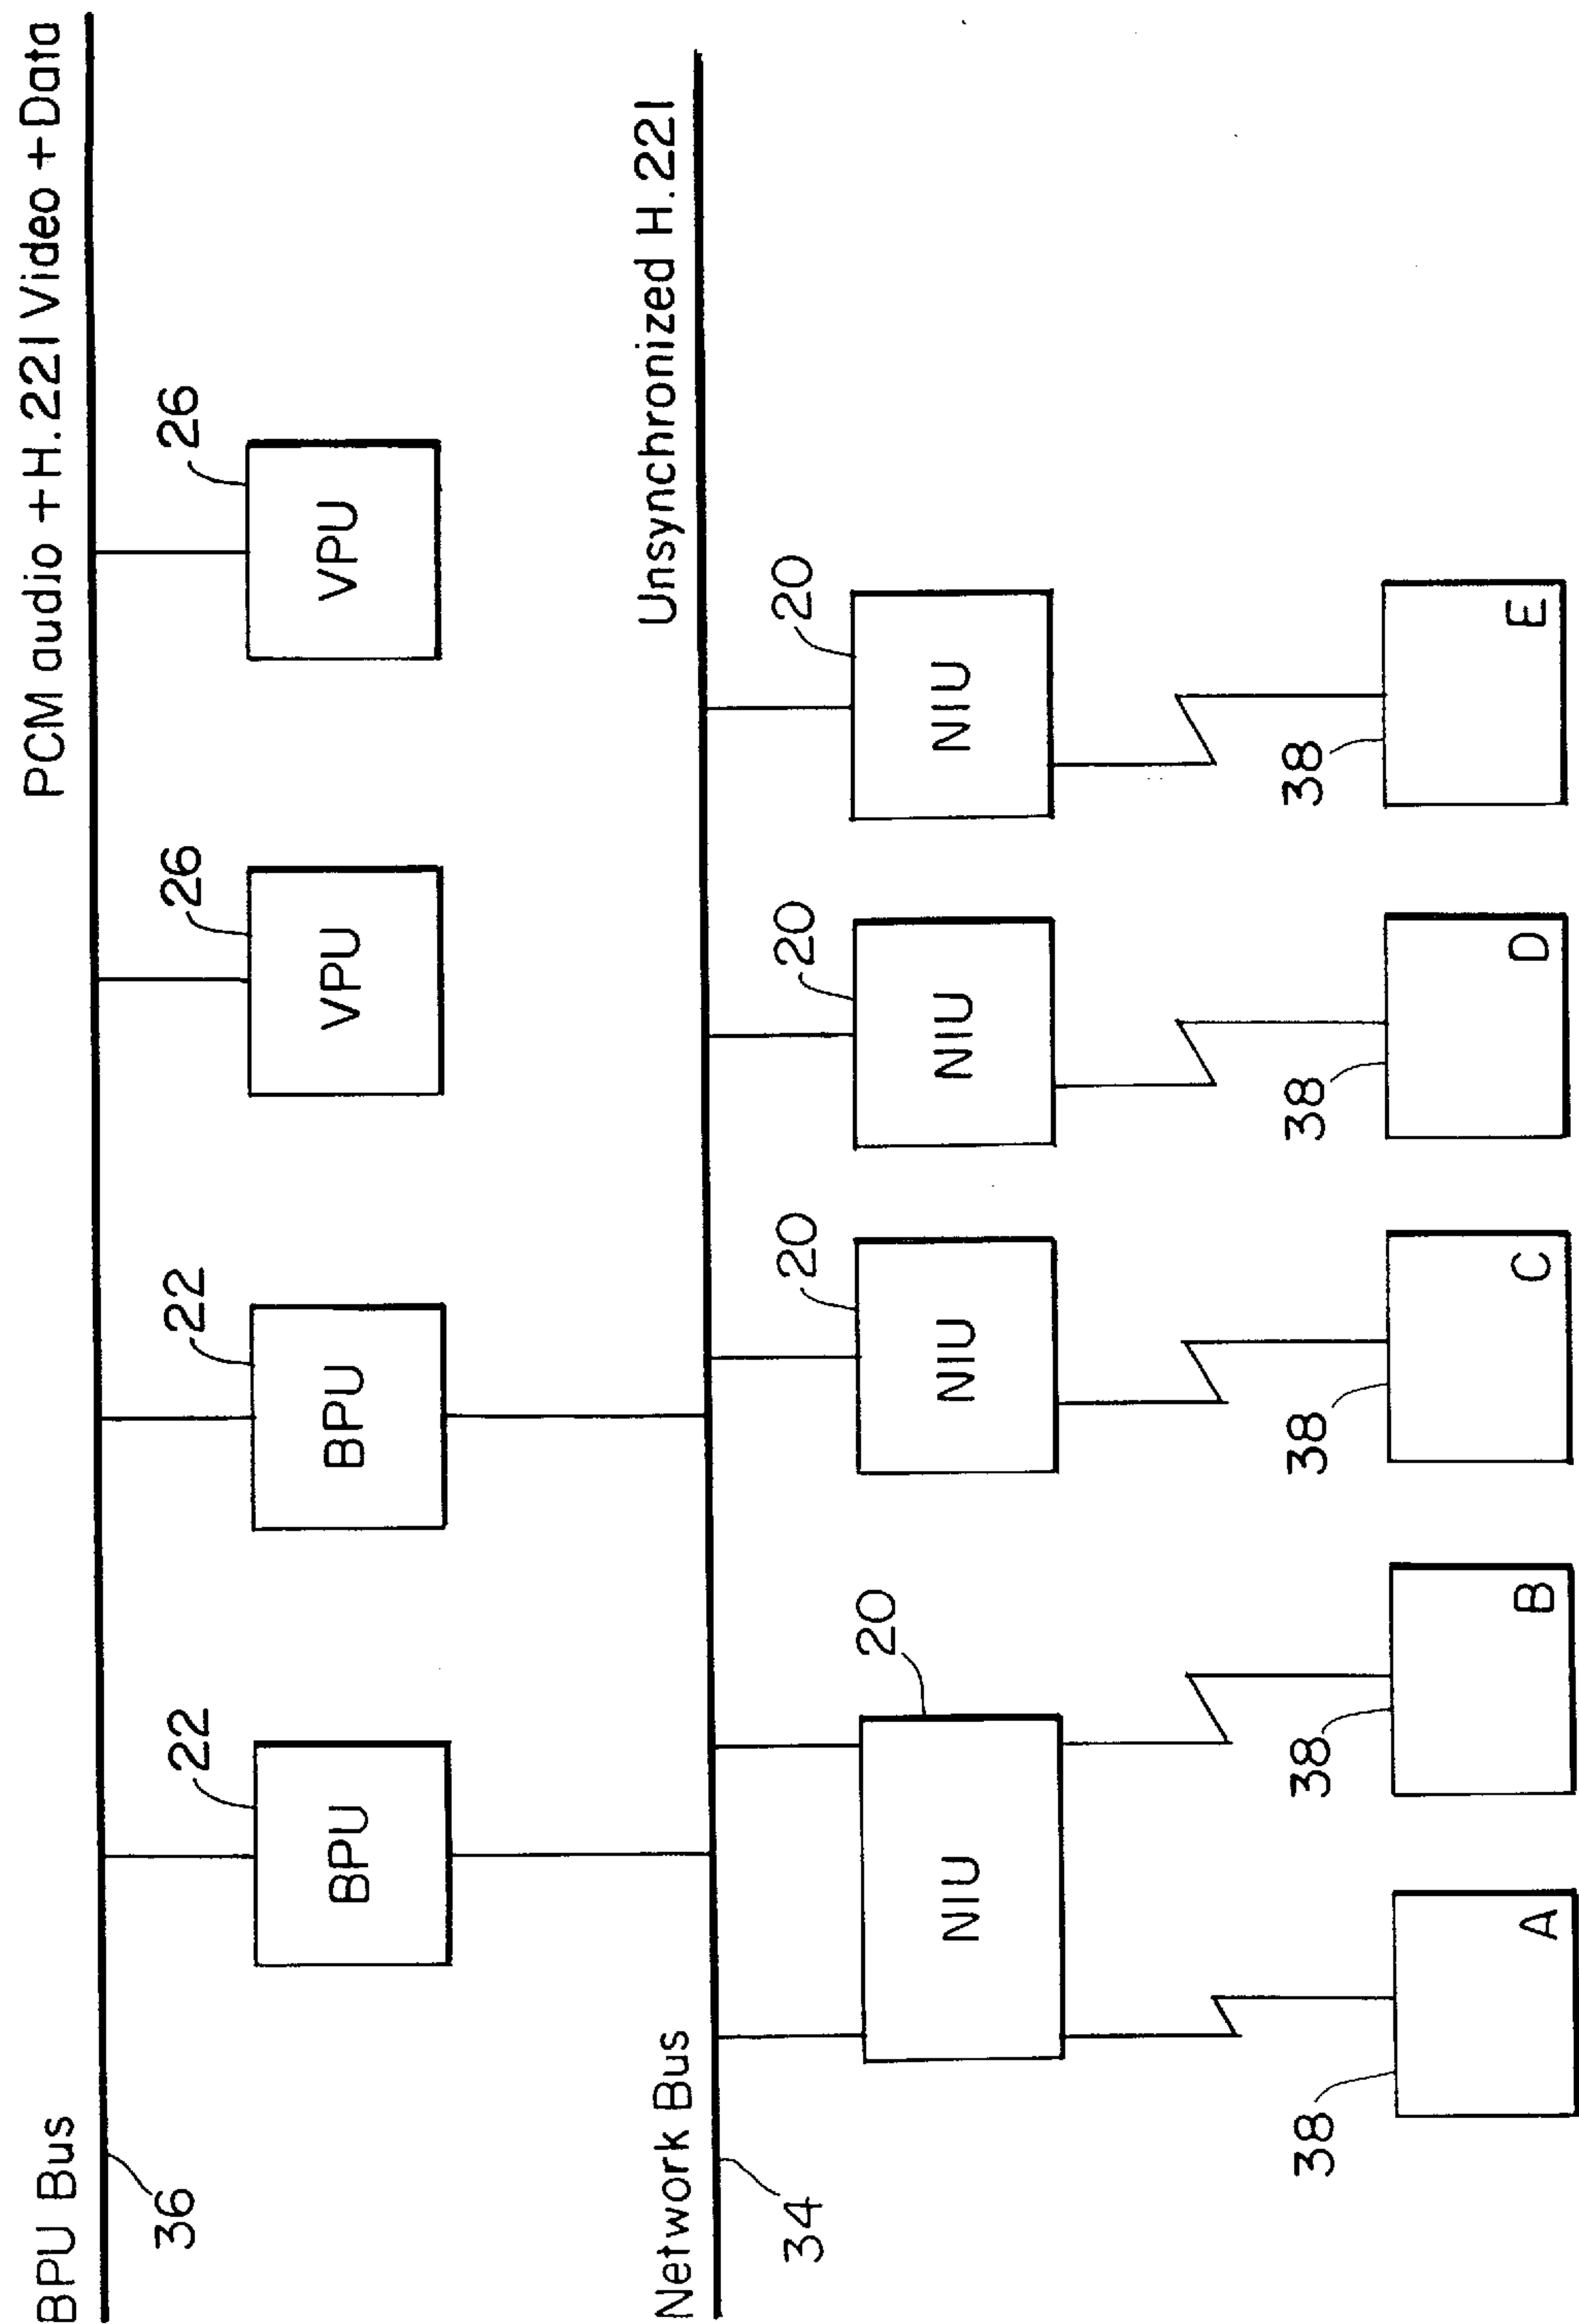 BPU Bus
PCM audio + H.221 Video + Data
36
22
22
26
26
BPU
BPU
VPU
VPU
Network Bus
Unsynchronized H.221
34
20
20
20
20
NIU
NIU
NIU
NIU
38
38
38
38
38
A
B
C
D
E